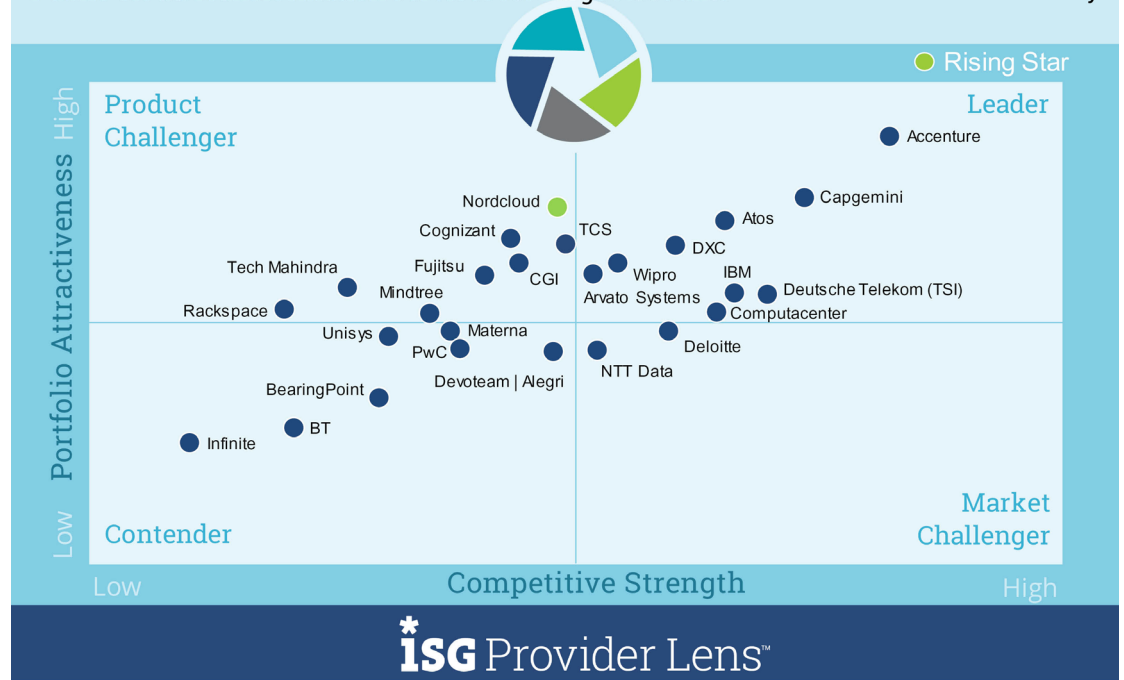 Rising Star
Product
Challenger
Leader
High
Portfolio Attractiveness
Low
Accenture
Capgemini
Nordcloud
Atos
Cognizant
TCS
DXC
Tech Mahindra
Fujitsu
CGI
Wipro
IBM
Mindtree
Arvato Systems
Deutsche Telekom (TSI)
Rackspace
Computacenter
Unisys
Materna
PwC
Deloitte
Devoteam | Alegri
NTT Data
BearingPoint
BT
Infinite
Contender
Market
Challenger
Low
Competitive Strength
High
*ISG Provider Lens™